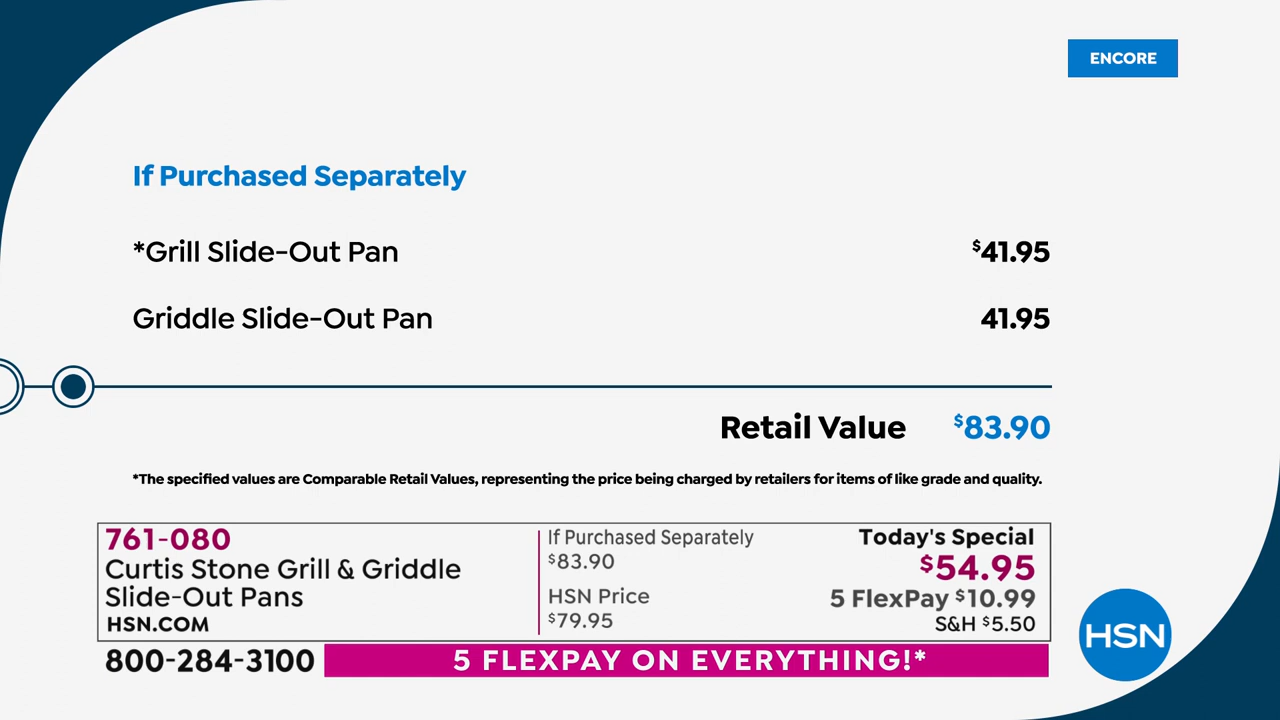 ENCORE
If Purchased Separately
*Grill Slide-Out Pan $41.95
Griddle Slide-Out Pan 41.95
Retail Value $83.90
*The specified values are Comparable Retail Values, representing the price being charged by retailers for items of like grade and quality.
761-080
Curtis Stone Grill & Griddle
Slide-Out Pans
HSN.COM
If Purchased Separately
$83.90
HSN Price
$79.95
Today's Special
$54.95
5 FlexPay $10.99
S&H $5.50
HSN
800-284-3100
5 FLEXPAY ON EVERYTHING!*